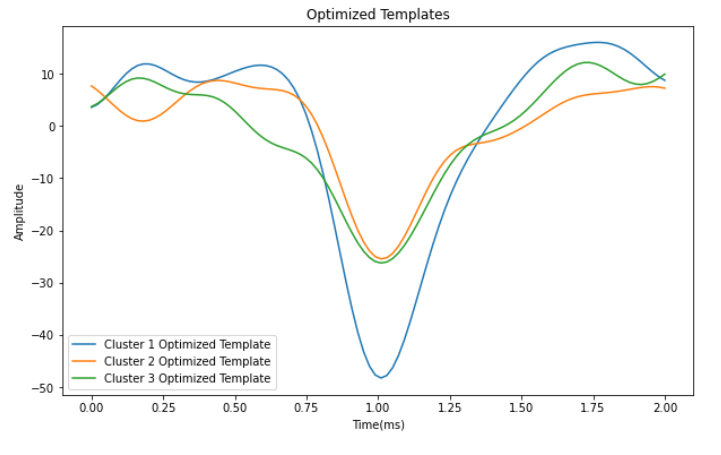 Optimized Templates
Amplitude
10
0
−10
−20
−30
−40
−50
Cluster 1 Optimized Template
Cluster 2 Optimized Template
Cluster 3 Optimized Template
0.00 0.25 0.50 0.75 1.00 1.25 1.50 1.75 2.00
Time(ms)